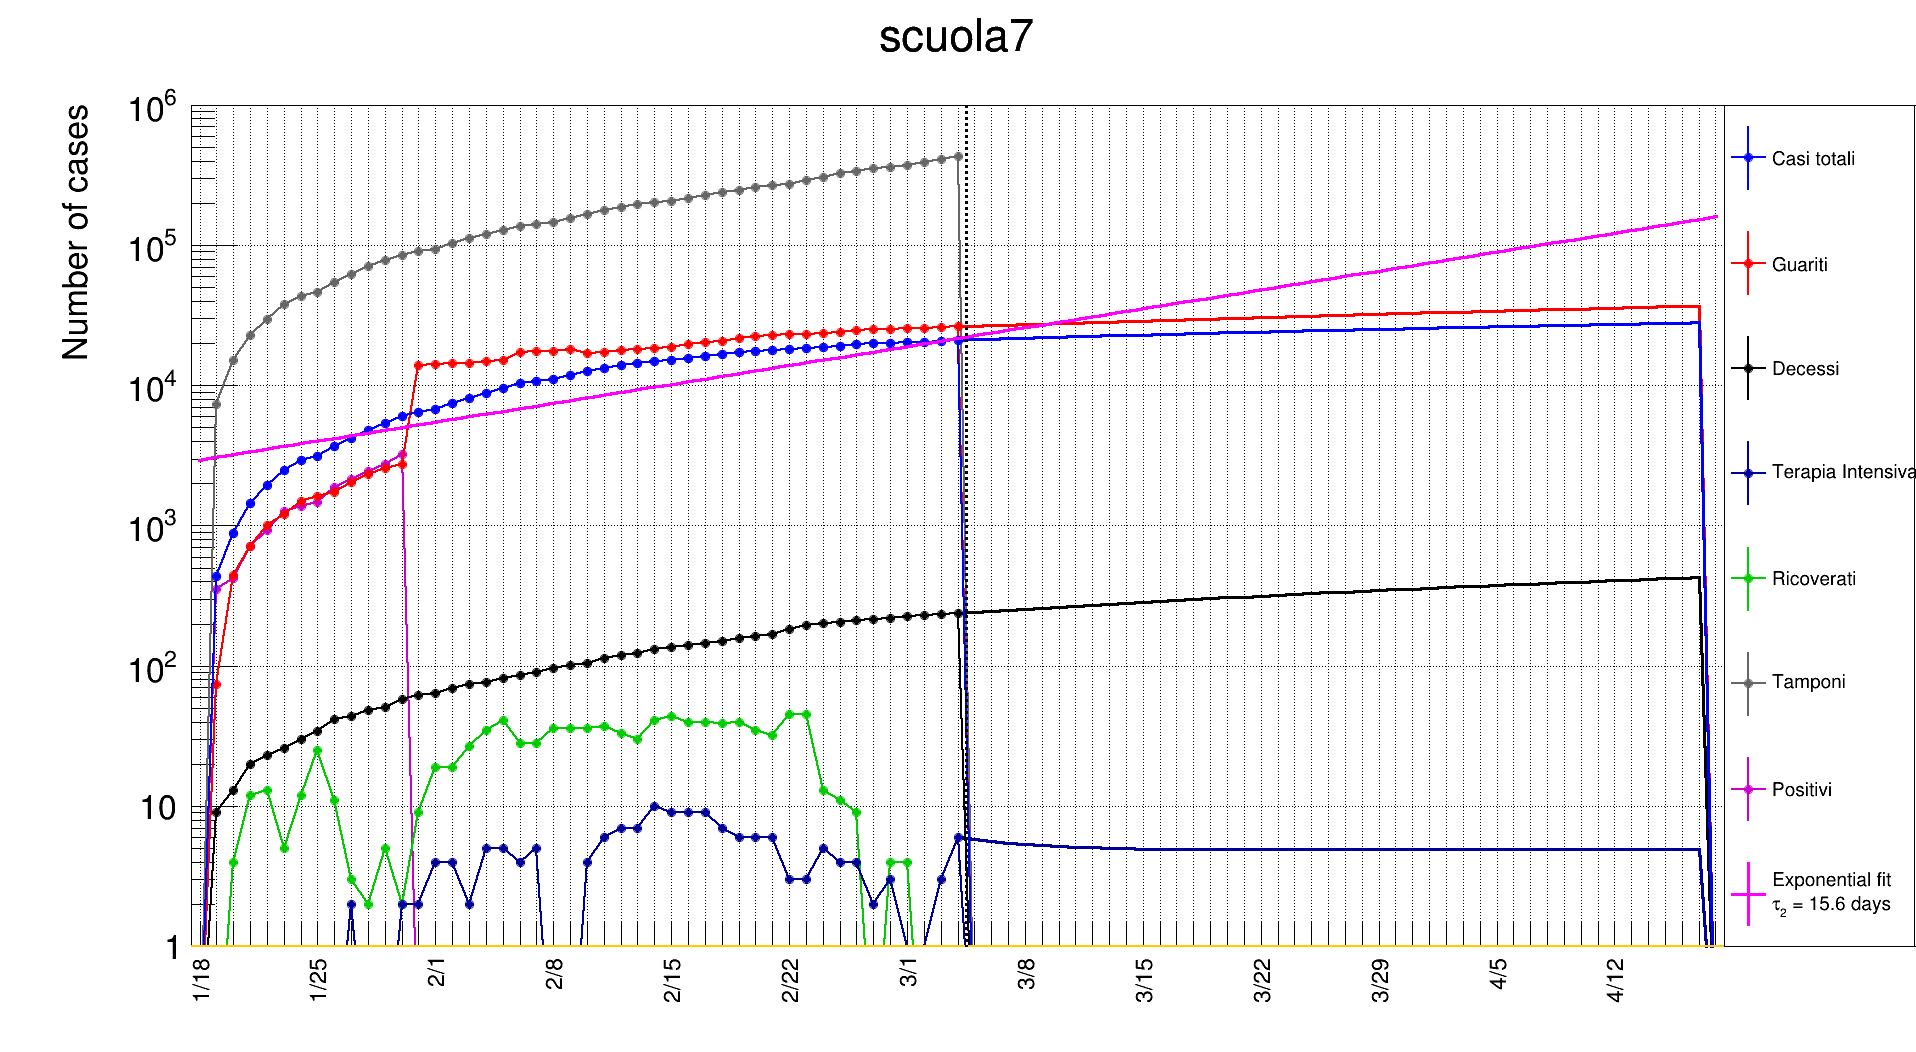 scuola7
Number of cases
10^6
10^5
10^4
10^3
10^2
10
1
1/18
1/25
2/1
2/8
2/15
2/22
3/1
3/8
3/15
3/22
3/29
4/5
4/12
Casi totali
Guariti
Decessi
Terapia Intensiva
Ricoverati
Tamponi
Positivi
Exponential fit
τ₂ = 15.6 days